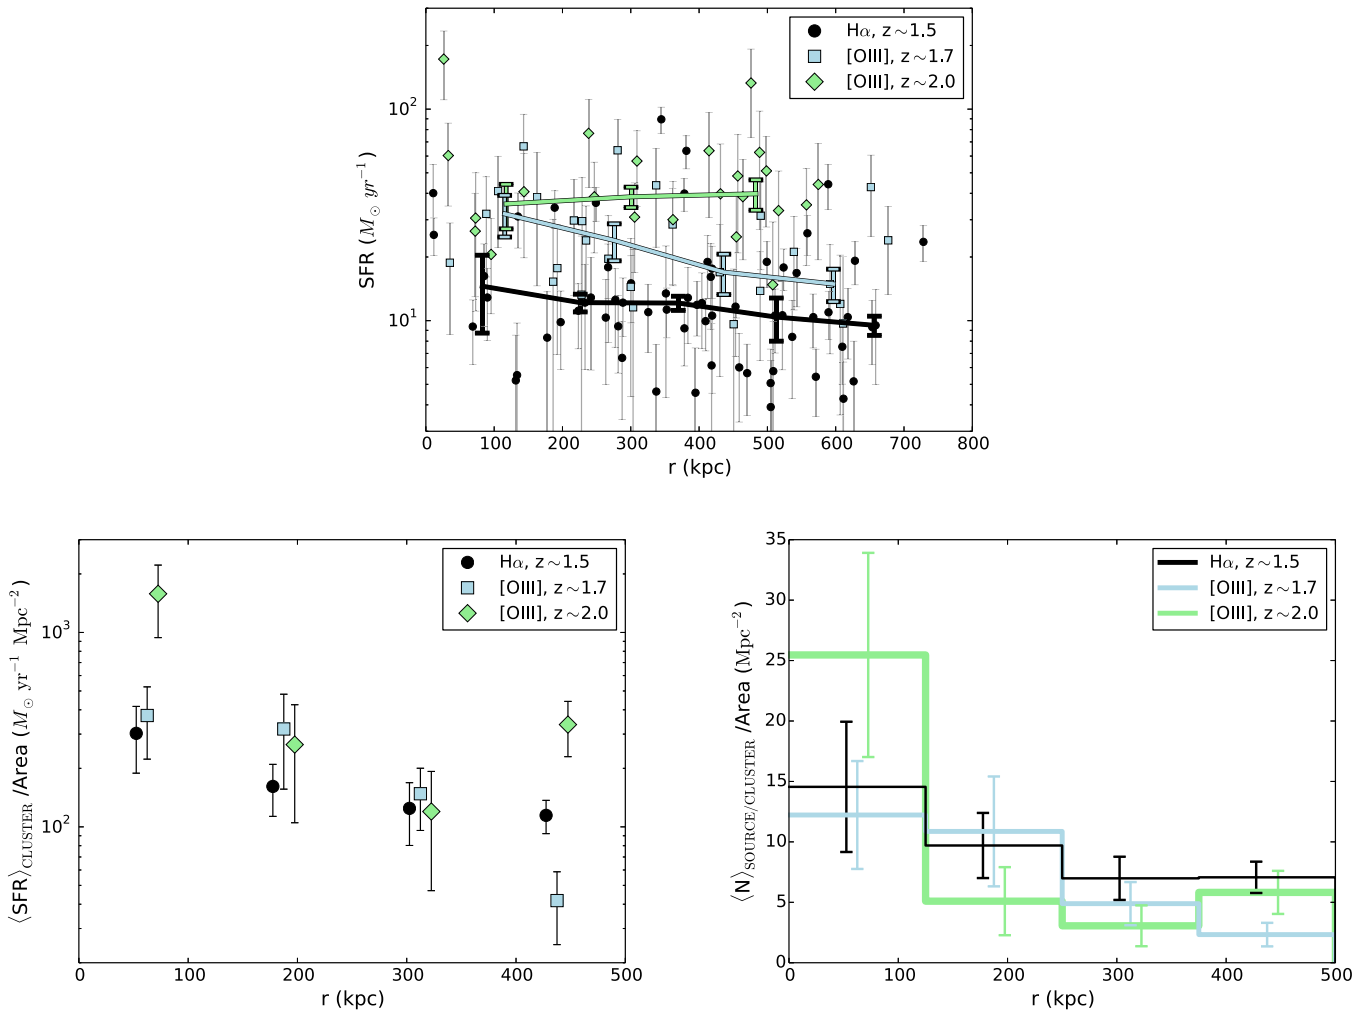 10²
10¹
SFR (M⊙ yr⁻¹)
Hα, z∼1.5
[OIII], z∼1.7
[OIII], z∼2.0
0 100 200 300 400 500 600 700 800
r (kpc)
10³
10²
⟨SFR⟩CLUSTER /Area (M⊙ yr⁻¹ Mpc⁻²)
Hα, z∼1.5
[OIII], z∼1.7
[OIII], z∼2.0
0 100 200 300 400 500
r (kpc)
35
30
25
20
15
10
5
0
⟨N⟩SOURCE/CLUSTER /Area (Mpc⁻²)
Hα, z∼1.5
[OIII], z∼1.7
[OIII], z∼2.0
0 100 200 300 400 500
r (kpc)